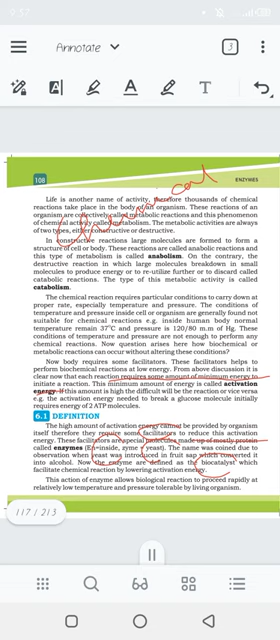 9:57
Annotate
3
108
ENZYMES
Life is another name of activity, therefore thousands of chemical
reactions take place in the body of an organism. These reactions of an
organism are collectively called metabolic reactions and this phenomenon
of chemical activity called metabolism. The metabolic activities are always
of two types, either constructive or destructive.
In constructive reactions large molecules are formed to form a
structure of cell or body. These reactions are called anabolic reactions and
this type of metabolism is called anabolism. On the contrary, the
destructive reaction in which large molecules breakdown in small
molecules to produce energy or to re-utilize further or to discard called
catabolic reactions. The type of this metabolic activity is called
catabolism.
The chemical reaction requires particular conditions to carry down at
proper rate, especially temperature and pressure. The conditions of
temperature and pressure inside cell or organism are generally found not
suitable for chemical reactions e.g. inside human body normal
temperature remain 37°C and pressure is 120/80 m.m of Hg. These
conditions of temperature and pressure are not enough to perform any
chemical reactions. Now question arises here how biochemical or
metabolic reactions can occur without altering these conditions?
Now body requires some facilitators. These facilitators helps to
perform biochemical reactions at low energy. From above discussion it is
clear now that each reaction requires some amount of minimum energy to
initiate a reaction. This minimum amount of energy is called activation
energy. If this amount is high the difficult will be the reaction or vice versa
e.g. the activation energy needed to break a glucose molecule initially
requires energy of 2 ATP molecules.
6.1 DEFINITION
The high amount of activation energy cannot be provided by organism
itself therefore they require some facilitators to reduce this activation
energy. These facilitators are special proteins made up of mostly protein
called enzymes (En=inside, zyme = yeast). The name was coined due to
observation when yeast was introduced in fruit sap which converted it
into alcohol. Now the enzyme are defined as the biocatalyst which
facilitate chemical reaction by lowering activation energy.
This action of enzyme allows biological reaction to proceed rapidly at
relatively low temperature and pressure tolerable by living organism.
117/213